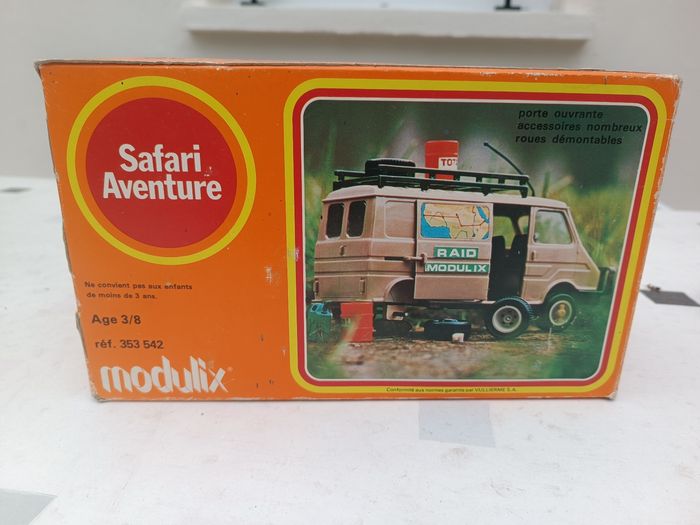 Safari
Aventure
Ne convient pas aux enfants
de moins de 3 ans.
Age 3/8
réf. 353 542
modulix
porte ouvrante
accessoires nombreux
roues démontables
RAID
MODULIX
Conformité aux normes garantie par VULLIERME S.A.